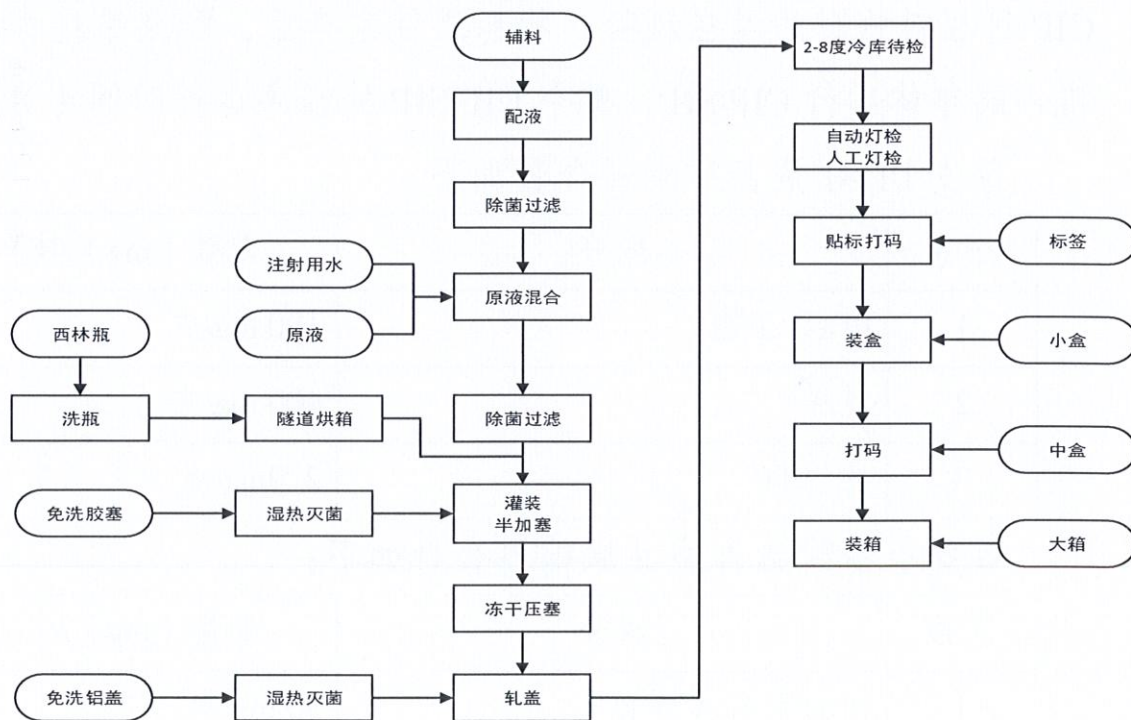 辅料
配液
除菌过滤
注射用水
原液混合
原液
西林瓶
洗瓶
隧道烘箱
除菌过滤
免洗胶塞
湿热灭菌
灌装
半加塞
冻干压塞
免洗铝盖
湿热灭菌
轧盖
2-8度冷库待检
自动灯检
人工灯检
贴标打码
标签
装盒
小盒
打码
中盒
装箱
大箱